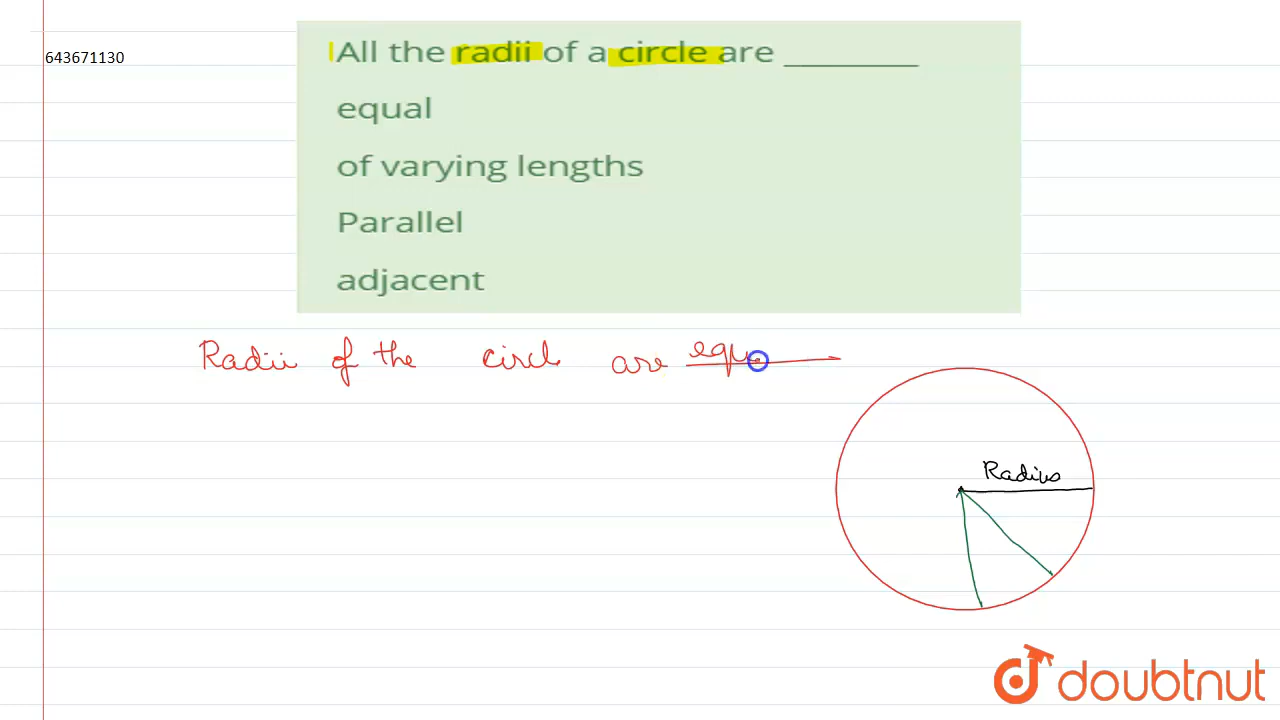 643671130
All the radii of a circle are ________
equal
of varying lengths
Parallel
adjacent
Radii of the circl are equ
Radius
doubtnut